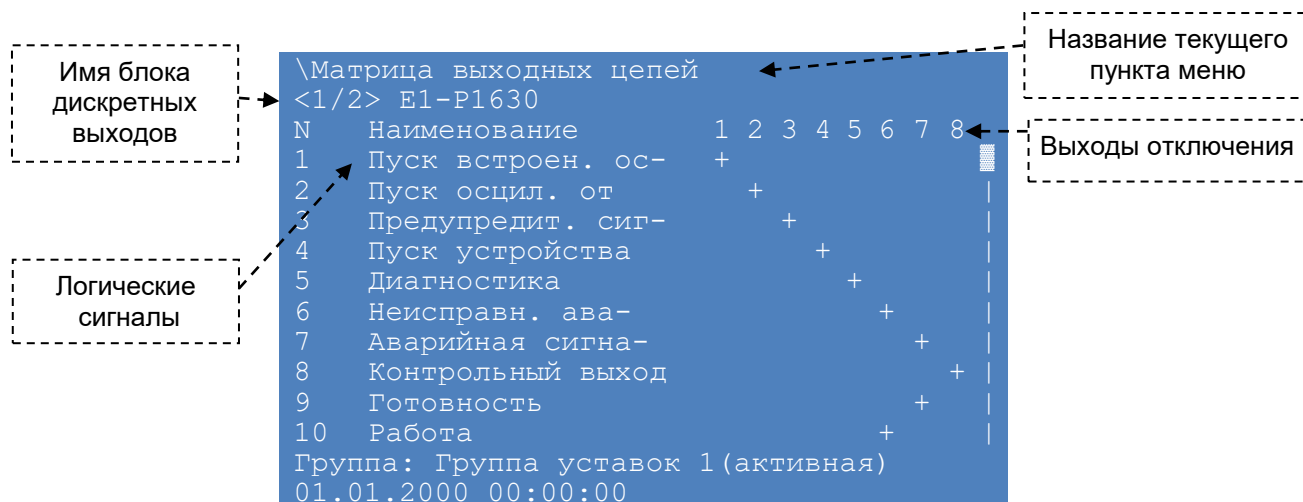 Имя блока
дискретных
выходов
Название текущего
пункта меню
\Матрица выходных цепей
<1/2> E1-P1630
N Наименование 1 2 3 4 5 6 7 8
Выходы отключения
1 Пуск встроен. ос- +
2 Пуск осцил. от +
3 Предупредит. сиг- +
4 Пуск устройства +
5 Диагностика +
6 Неисправн. ава- +
7 Аварийная сигна- +
8 Контрольный выход +
9 Готовность +
10 Работа +
Логические
сигналы
Группа: Группа уставок 1(активная)
01.01.2000 00:00:00